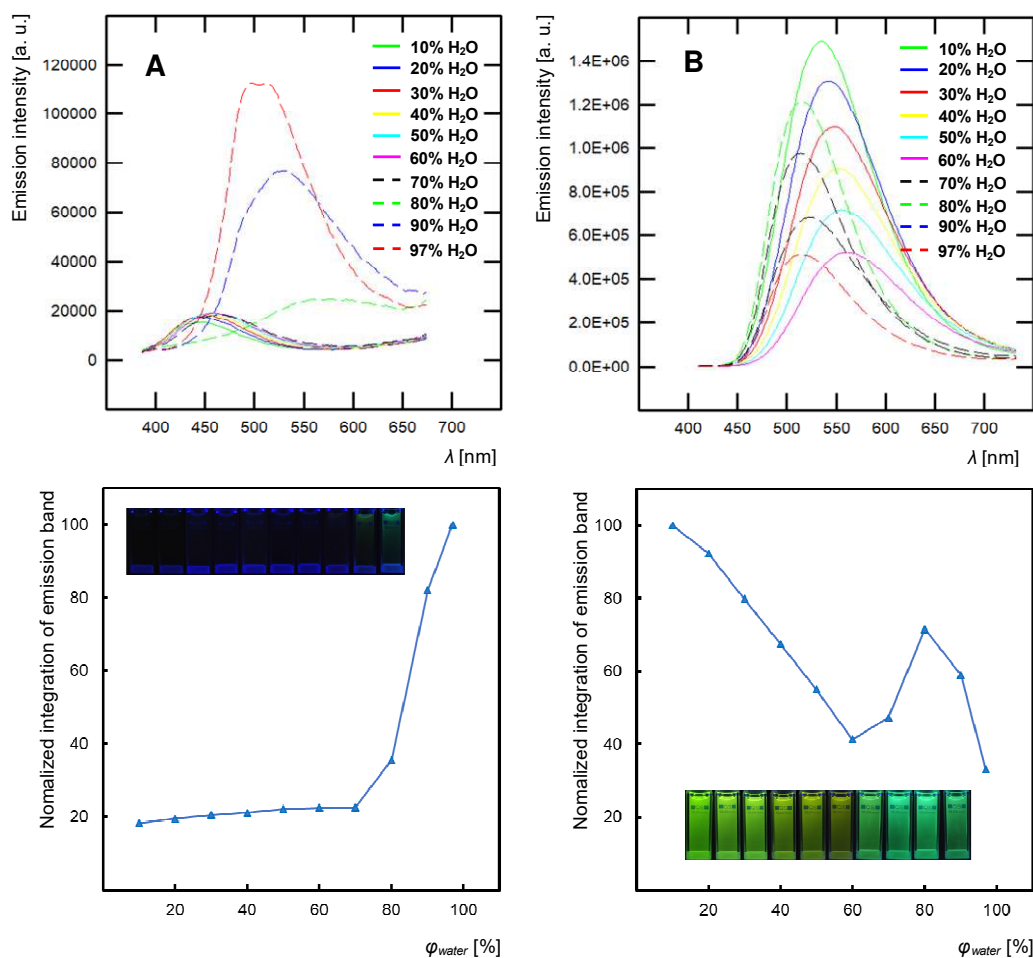 Emission intensity [a. u.]
120000
100000
80000
60000
40000
20000
0
A
10% H₂O
20% H₂O
30% H₂O
40% H₂O
50% H₂O
60% H₂O
70% H₂O
80% H₂O
90% H₂O
97% H₂O
400 450 500 550 600 650 700
λ [nm]
Emission intensity [a. u.]
1.4E+06
1.2E+06
1.0E+06
8.0E+05
6.0E+05
4.0E+05
2.0E+05
0.0E+00
B
10% H₂O
20% H₂O
30% H₂O
40% H₂O
50% H₂O
60% H₂O
70% H₂O
80% H₂O
90% H₂O
97% H₂O
400 450 500 550 600 650 700
λ [nm]
Nomalized integration of emission band
100
80
60
40
20
20 40 60 80 100
φwater [%]
Nomalized integration of emission band
100
80
60
40
20
20 40 60 80 100
φwater [%]